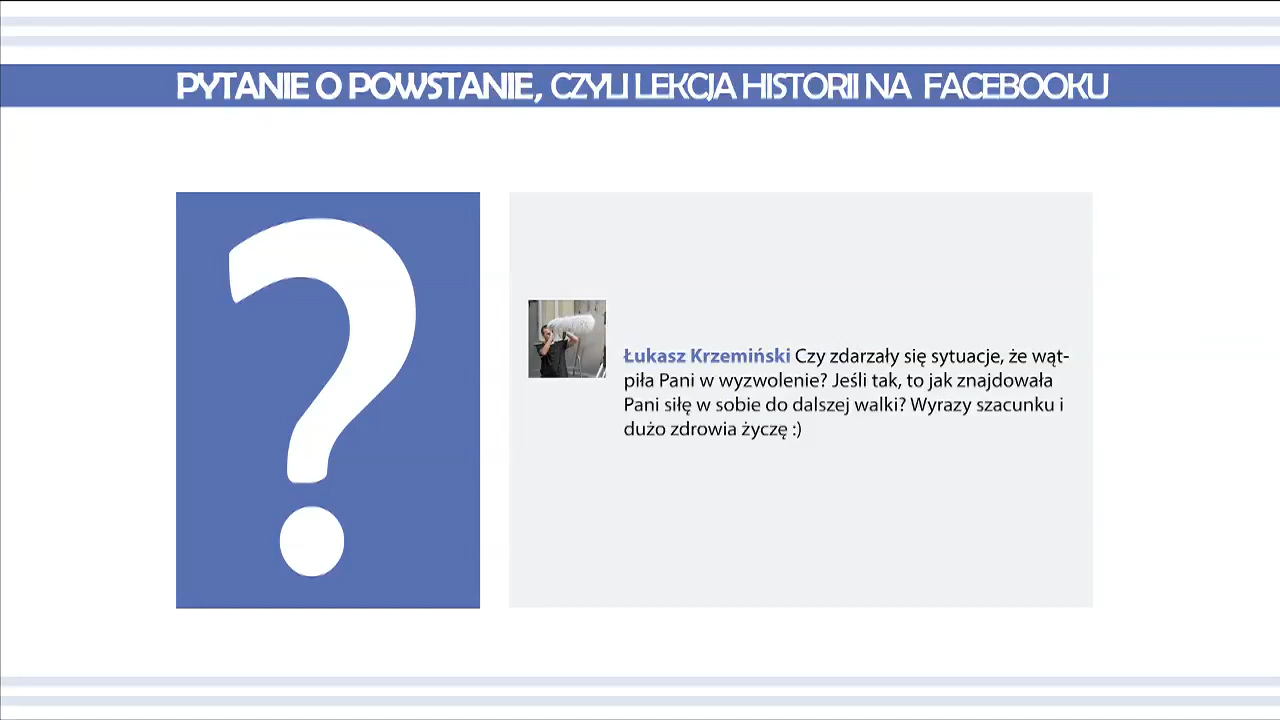 PYTANIE O POWSTANIE, CZYLI LEKCJA HISTORII NA FACEBOOKU
?
Łukasz Krzemiński Czy zdarzały się sytuacje, że wąt-
piła Pani w wyzwolenie? Jeśli tak, to jak znajdowała
Pani siłę w sobie do dalszej walki? Wyrazy szacunku i
dużo zdrowia życzę :)